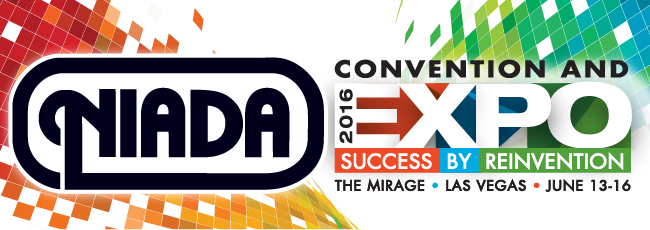 NIADA
CONVENTION AND
2016
EXPO
SUCCESS BY REINVENTION
THE MIRAGE • LAS VEGAS • JUNE 13-16